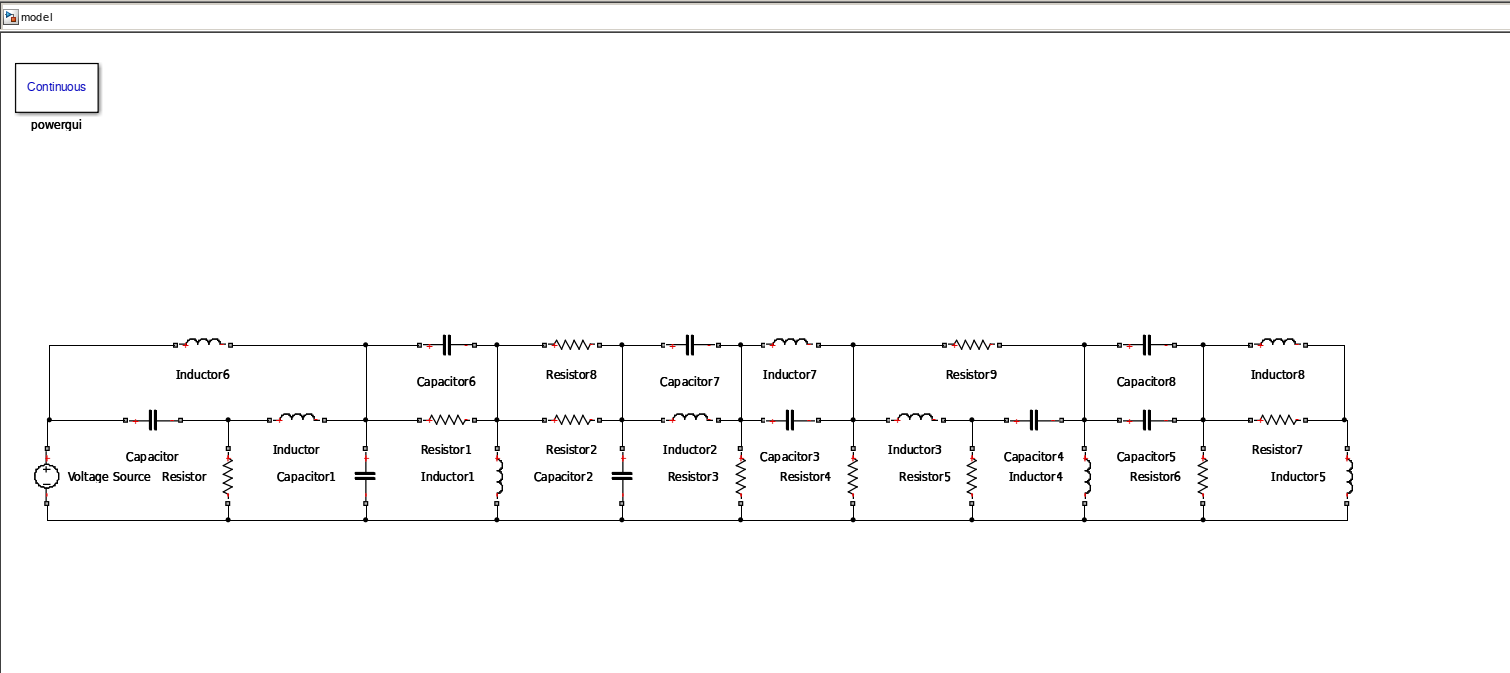 model
Continuous
powergui
Inductor6
Capacitor6
Resistor8
Capacitor7
Inductor7
Resistor9
Capacitor8
Inductor8
Capacitor
Inductor
Resistor1
Resistor2
Inductor2
Capacitor3
Inductor3
Capacitor4
Capacitor5
Resistor7
Voltage Source
Resistor
Capacitor1
Inductor1
Capacitor2
Resistor3
Resistor4
Resistor5
Inductor4
Resistor6
Inductor5